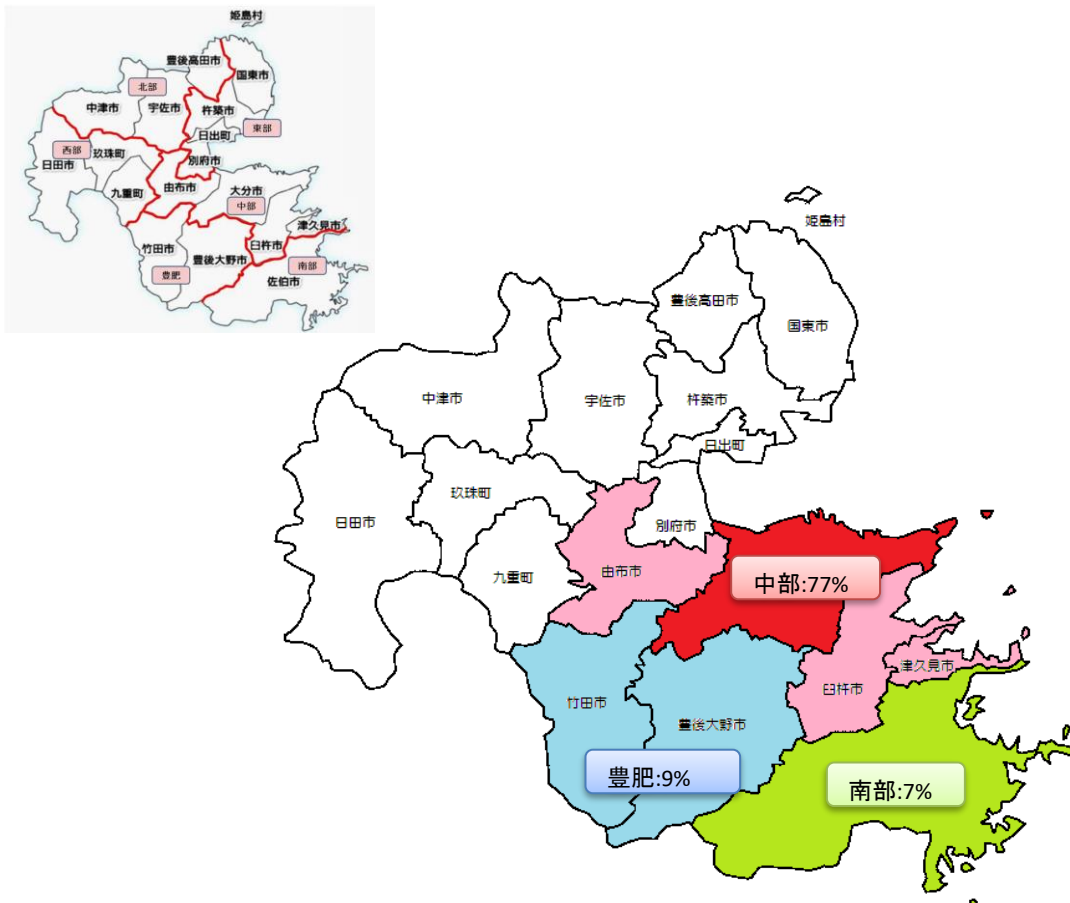 姫島村
豊後高田市
国東市
北部
中津市
宇佐市
杵築市
東部
日出町
西部
玖珠町
日田市
別府市
九重町
由布市
大分市
中部
津久見市
竹田市
豊後大野市
臼杵市
南部
豊肥
佐伯市
姫島村
豊後高田市
国東市
中津市
宇佐市
杵築市
日出町
玖珠町
日田市
別府市
九重町
由布市
中部:77%
津久見市
臼杵市
竹田市
豊後大野市
豊肥:9%
南部:7%